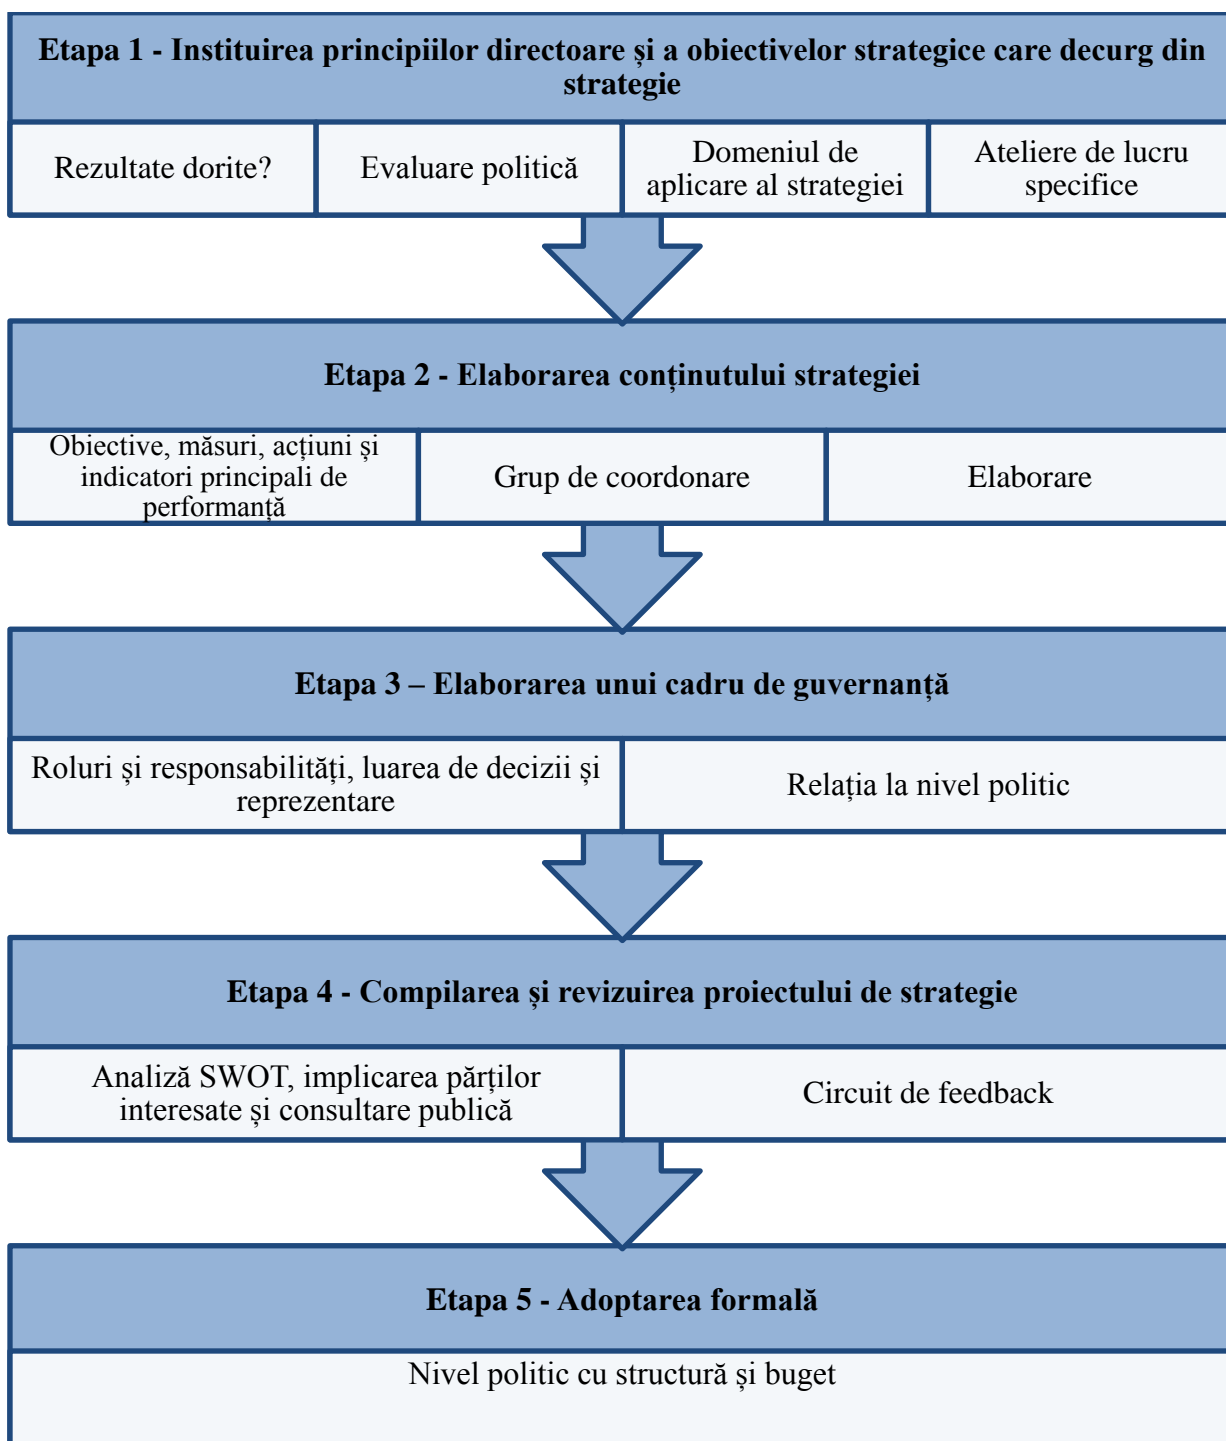 Etapa 1 - Instituirea principiilor directoare și a obiectivelor strategice care decurg din
strategie
Rezultate dorite?
Evaluare politică
Domeniul de
aplicare al strategiei
Ateliere de lucru
specifice
Etapa 2 - Elaborarea conținutului strategiei
Obiective, măsuri, acțiuni și
indicatori principali de
performanță
Grup de coordonare
Elaborare
Etapa 3 – Elaborarea unui cadru de guvernanță
Roluri și responsabilități, luarea de decizii și
reprezentare
Relația la nivel politic
Etapa 4 - Compilarea și revizuirea proiectului de strategie
Analiză SWOT, implicarea părților
interesate și consultare publică
Circuit de feedback
Etapa 5 - Adoptarea formală
Nivel politic cu structură și buget